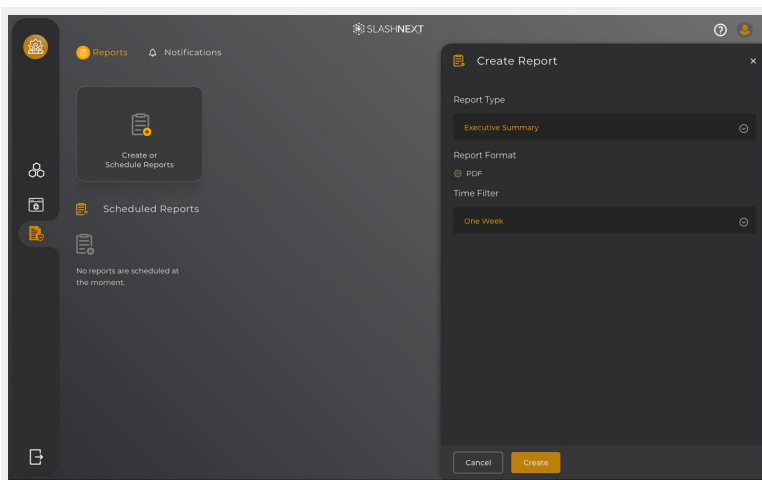 SLASHNEXT
Reports
Notifications
Create or
Schedule Reports
Scheduled Reports
No reports are scheduled at
the moment.
Create Report
Report Type
Executive Summary
Report Format
PDF
Time Filter
One Week
Cancel
Create